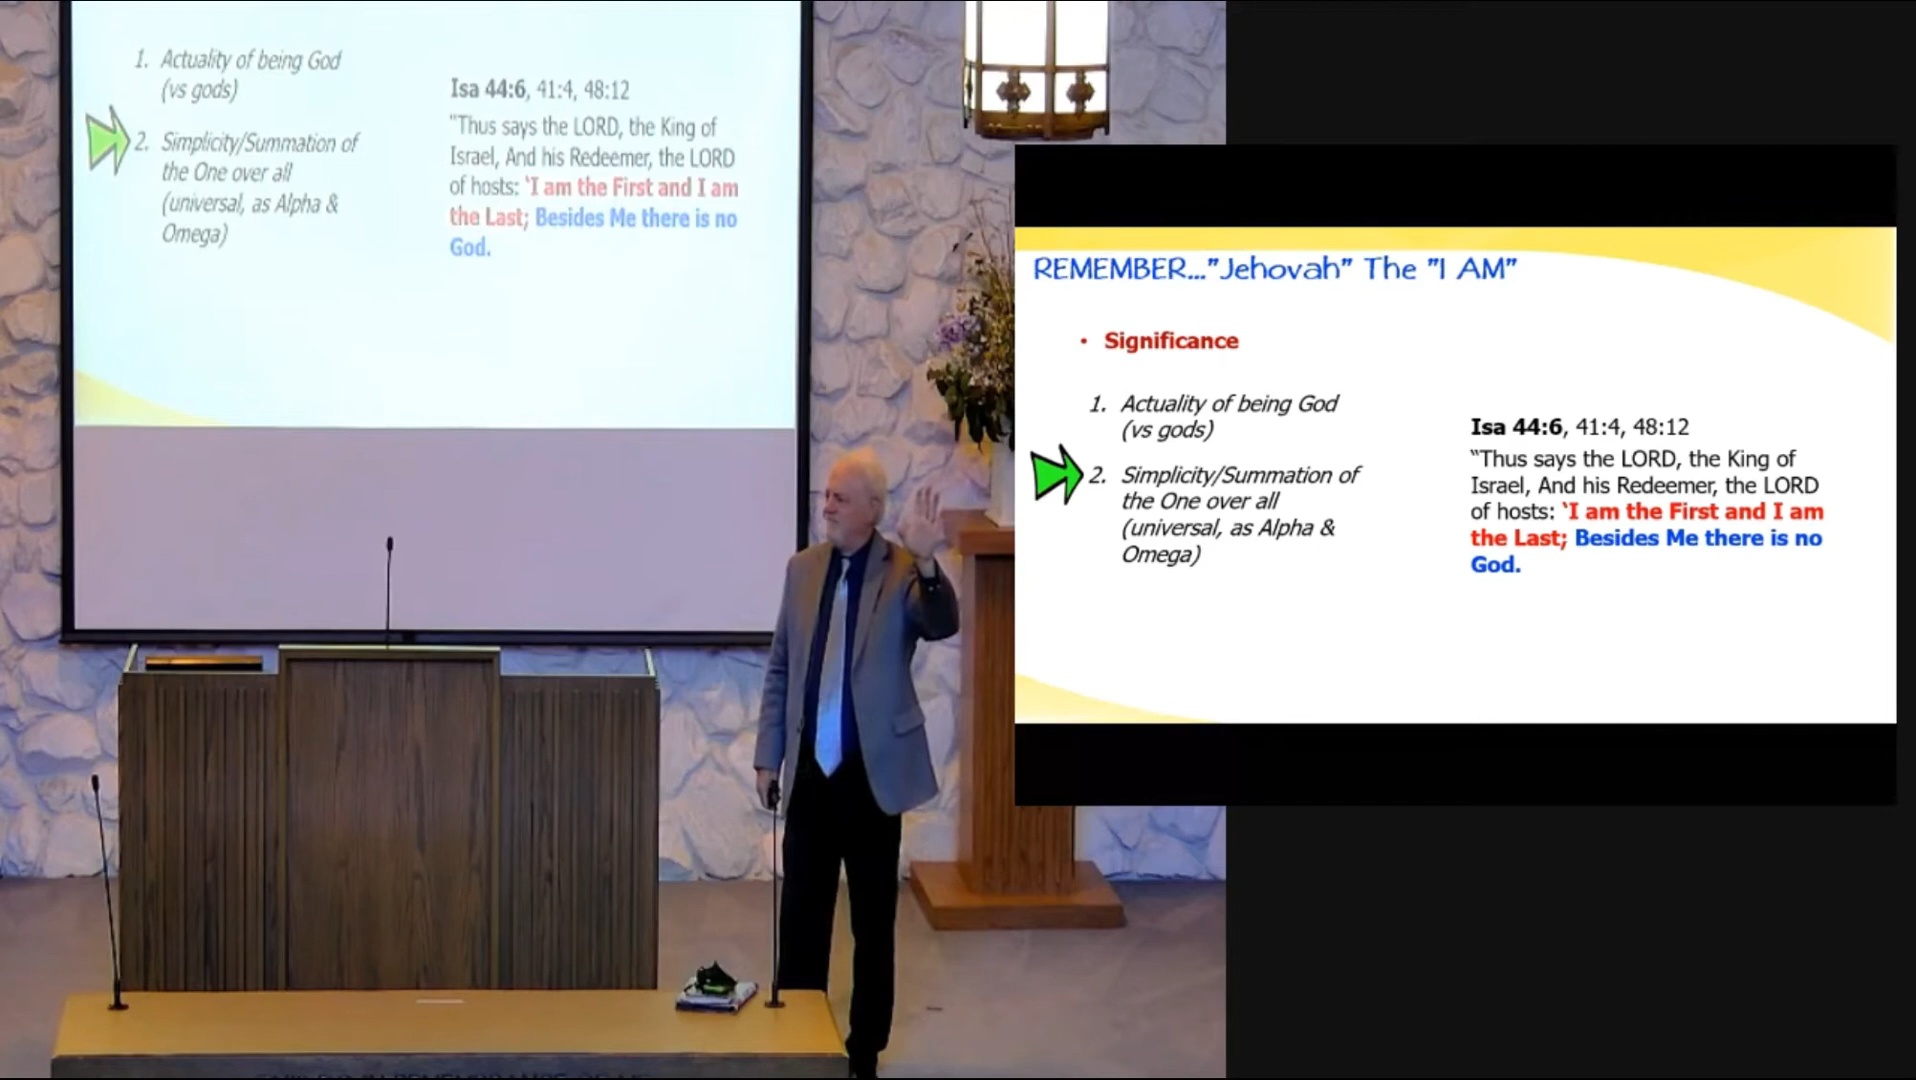 1. Actuality of being God
(vs gods)
2. Simplicity/Summation of
the One over all
(universal, as Alpha &
Omega)
Isa 44:6, 41:4, 48:12
"Thus says the LORD, the King of
Israel, And his Redeemer, the LORD
of hosts: 'I am the First and I am
the Last; Besides Me there is no
God.
REMEMBER..."Jehovah" The "I AM"
• Significance
1. Actuality of being God
(vs gods)
2. Simplicity/Summation of
the One over all
(universal, as Alpha &
Omega)
Isa 44:6, 41:4, 48:12
“Thus says the LORD, the King of
Israel, And his Redeemer, the LORD
of hosts: ‘I am the First and I am
the Last; Besides Me there is no
God.
IN REMEMBRANCE OF ME